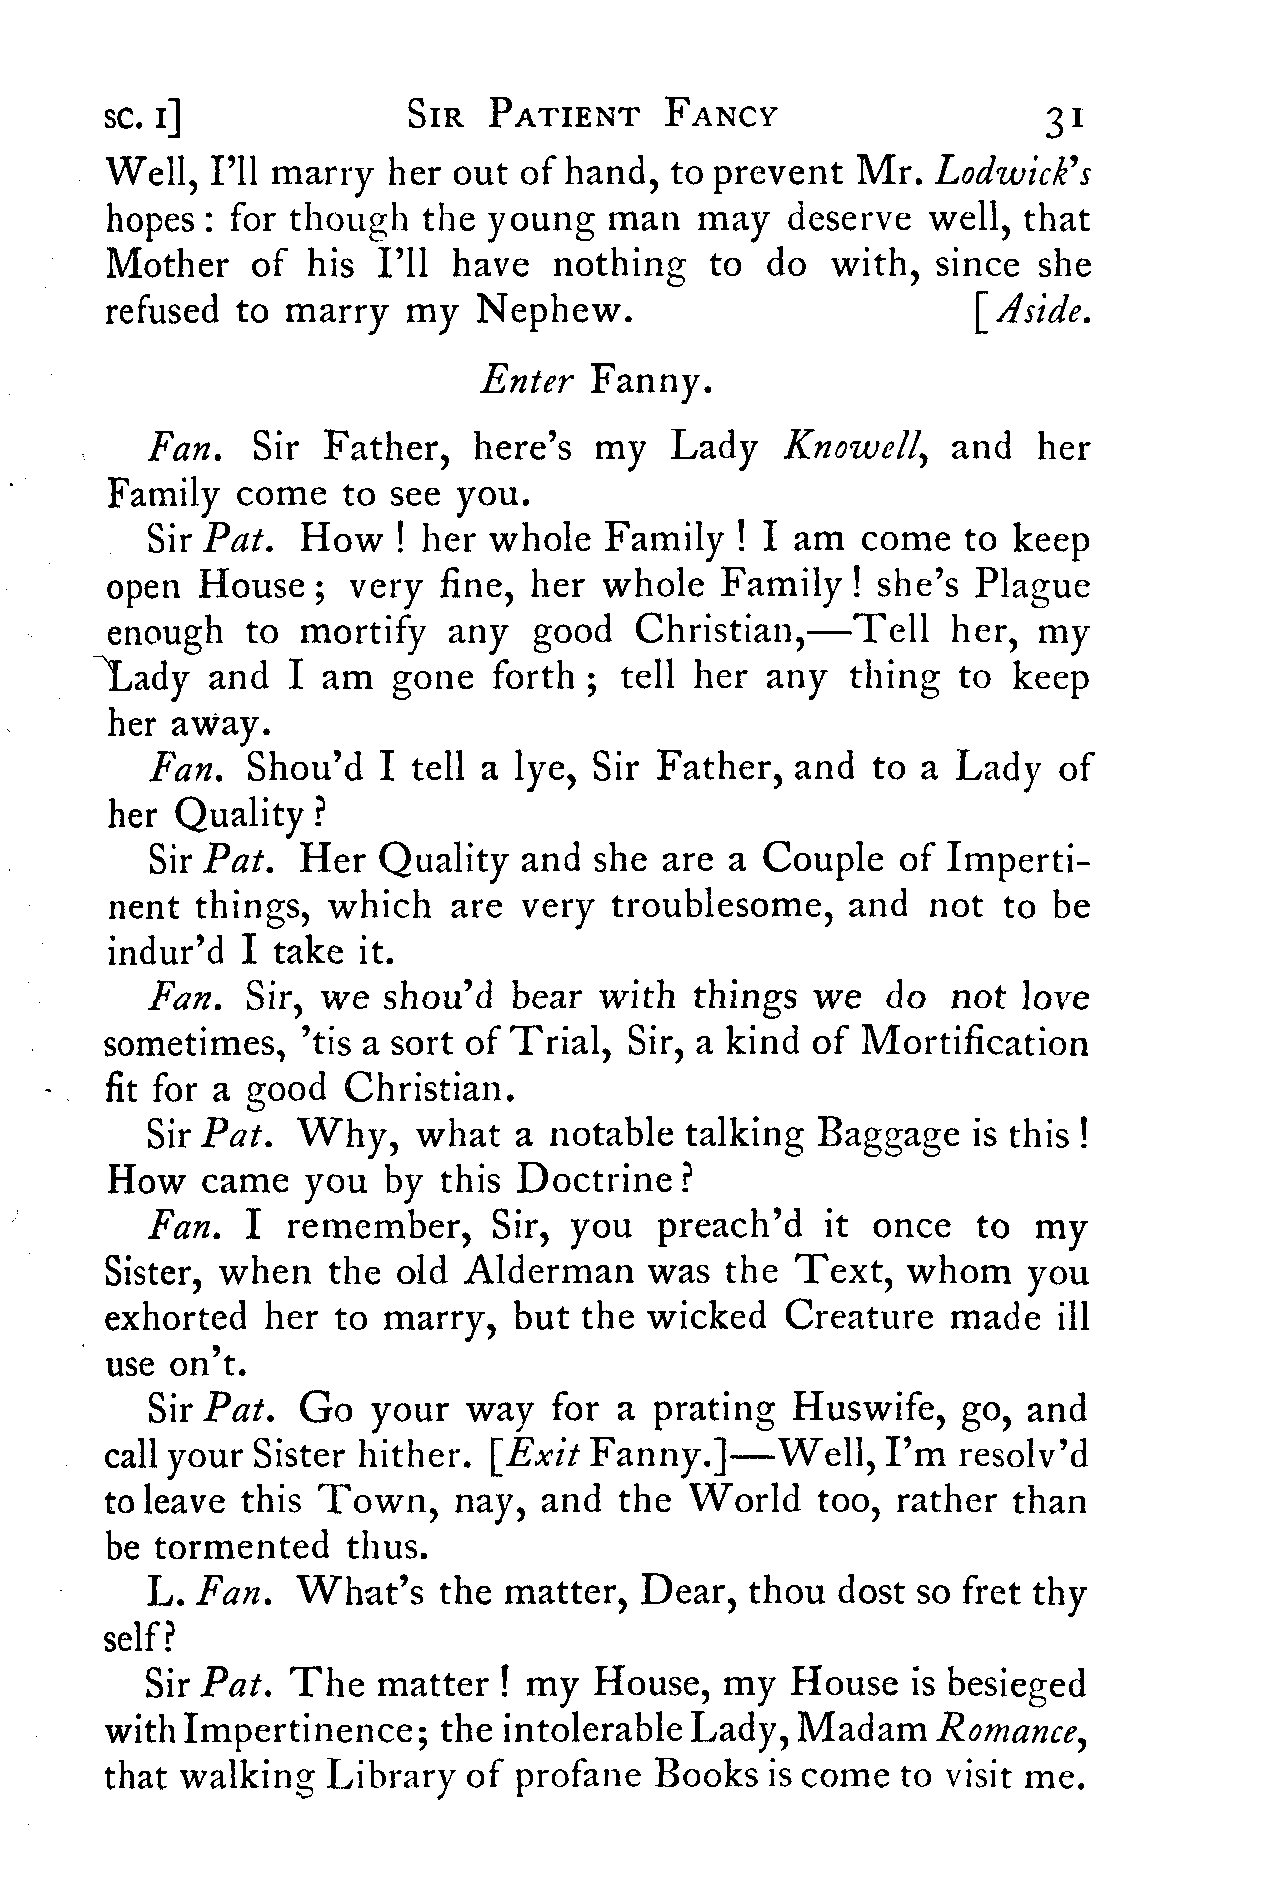 SC. I] SIR PATIENT FANCY 31
Well, I'll marry her out of hand, to prevent Mr. Lodwick's
hopes : for though the young man may deserve well, that
Mother of his I'll have nothing to do with, since she
refused to marry my Nephew. [Aside.
Enter Fanny.
Fan. Sir Father, here's my Lady Knowell, and her
Family come to see you.
Sir Pat. How ! her whole Family ! I am come to keep
open House ; very fine, her whole Family ! she's Plague
enough to mortify any good Christian,—Tell her, my
Lady and I am gone forth ; tell her any thing to keep
her away.
Fan. Shou'd I tell a lye, Sir Father, and to a Lady of
her Quality ?
Sir Pat. Her Quality and she are a Couple of Imperti-
nent things, which are very troublesome, and not to be
indur'd I take it.
Fan. Sir, we shou'd bear with things we do not love
sometimes, 'tis a sort of Trial, Sir, a kind of Mortification
fit for a good Christian.
Sir Pat. Why, what a notable talking Baggage is this !
How came you by this Doctrine ?
Fan. I remember, Sir, you preach'd it once to my
Sister, when the old Alderman was the Text, whom you
exhorted her to marry, but the wicked Creature made ill
use on't.
Sir Pat. Go your way for a prating Huswife, go, and
call your Sister hither. [Exit Fanny.]—Well, I'm resolv'd
to leave this Town, nay, and the World too, rather than
be tormented thus.
L. Fan. What's the matter, Dear, thou dost so fret thy
self?
Sir Pat. The matter ! my House, my House is besieged
with Impertinence; the intolerable Lady, Madam Romance,
that walking Library of profane Books is come to visit me.